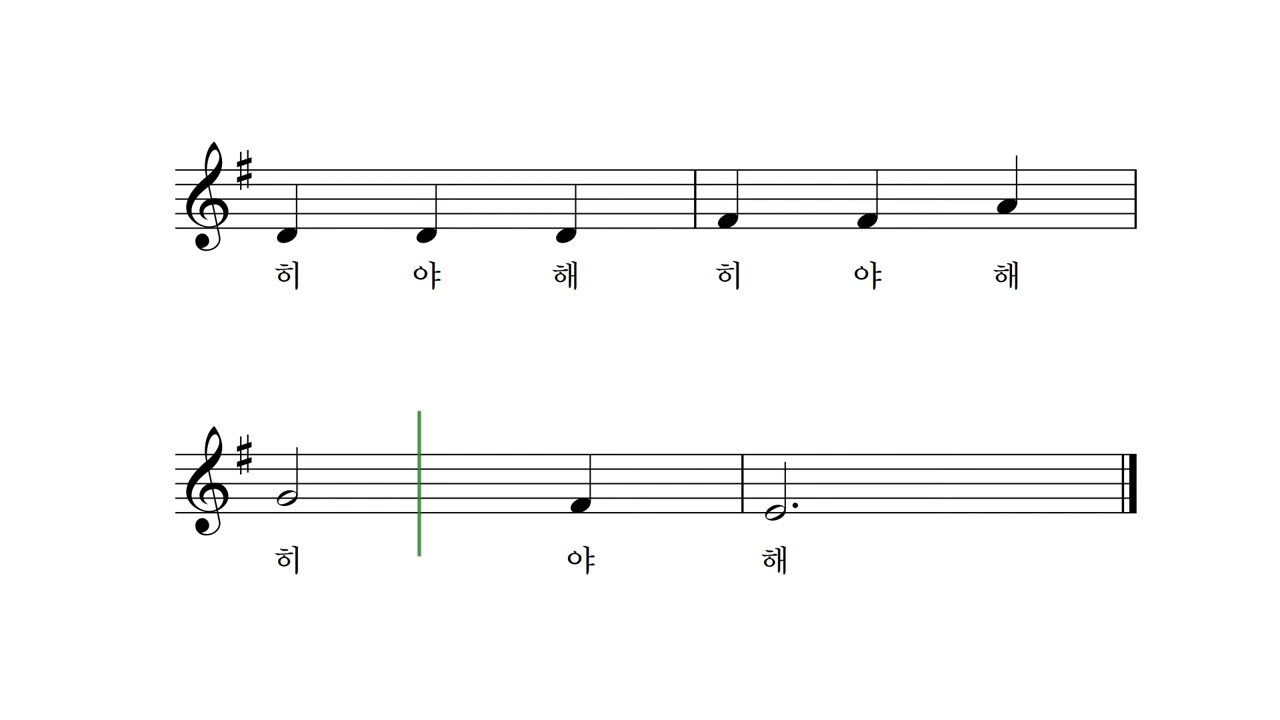 히 야 해 히 야 해
히 야 해